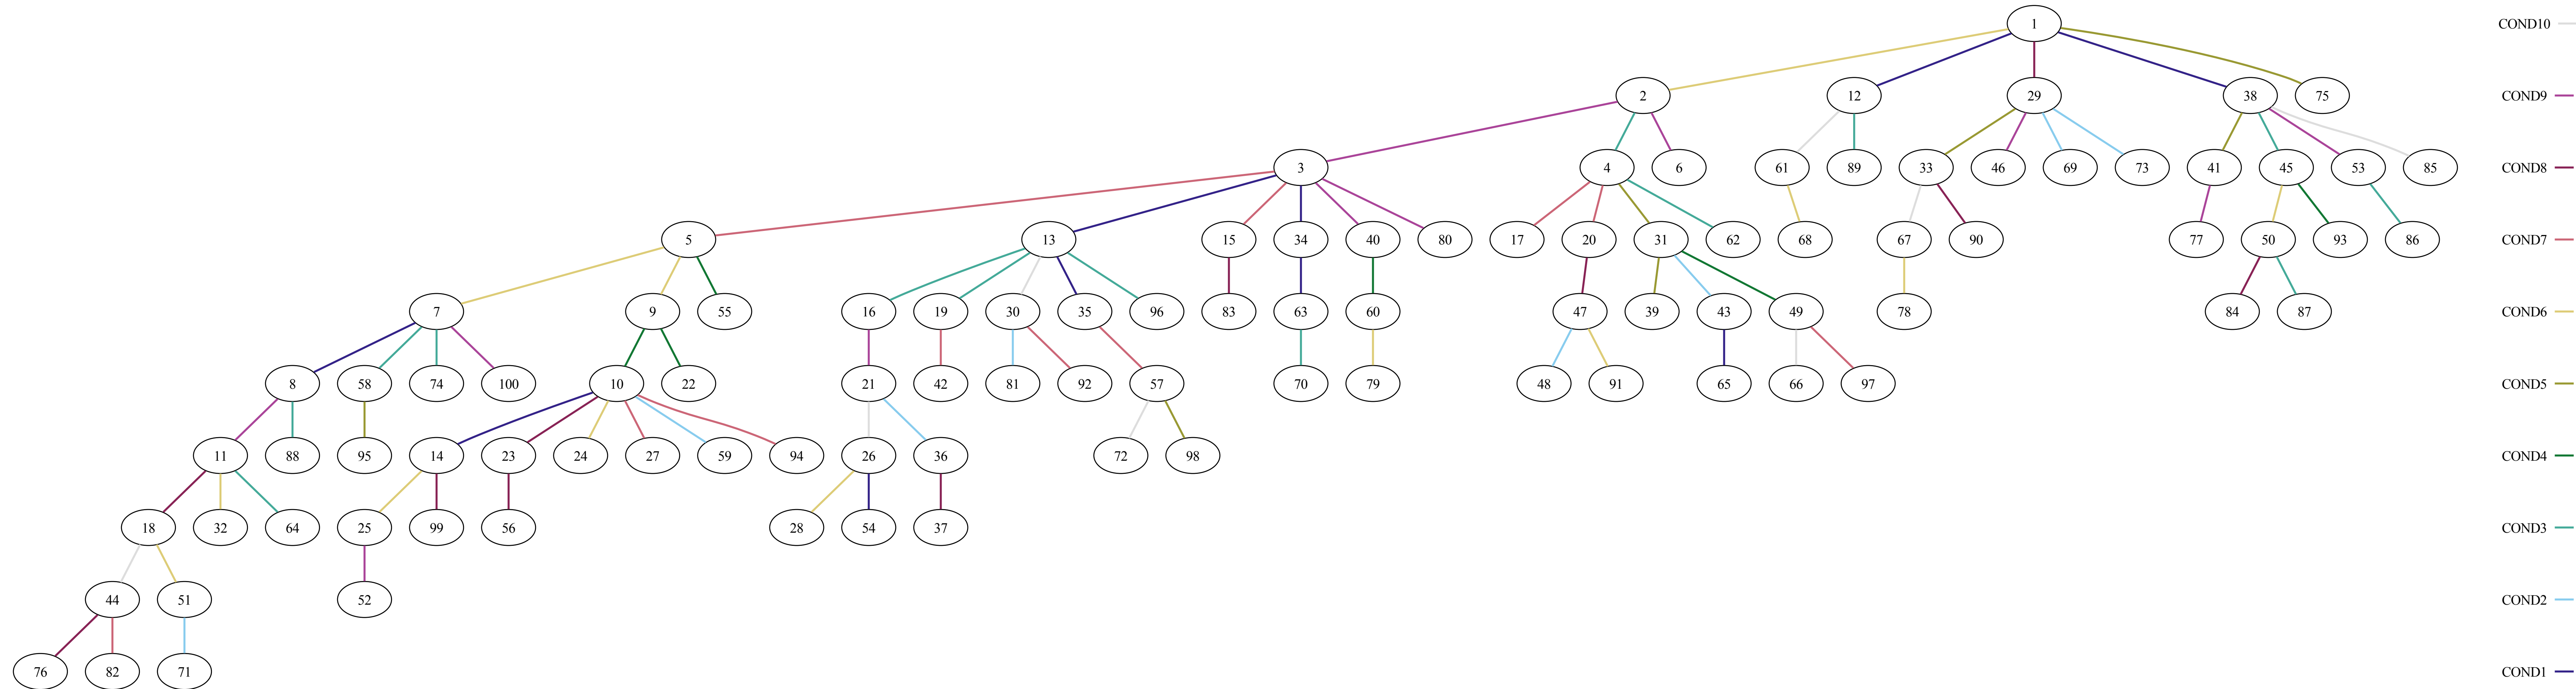 1 COND10
2 12 29 38 75 COND9
3 4 6 61 89 33 46 69 73 41 45 53 85 COND8
5 13 15 34 40 80 17 20 31 62 68 67 90 77 50 93 86 COND7
7 9 55 16 19 30 35 96 83 63 60 47 39 43 49 78 84 87 COND6
8 58 74 100 10 22 21 42 81 92 57 70 79 48 91 65 66 97 COND5
11 88 95 14 23 24 27 59 94 26 36 72 98 COND4
18 32 64 25 99 56 28 54 37 COND3
44 51 52 COND2
76 82 71 COND1